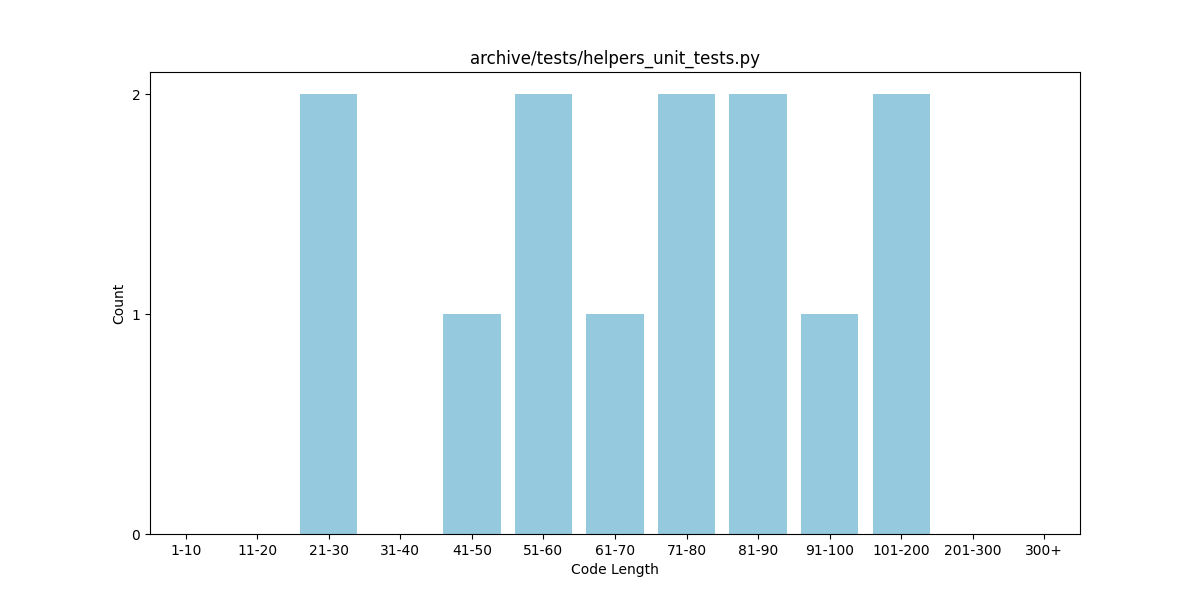 archive/tests/helpers_unit_tests.py
Count
2
1
0
1-10 11-20 21-30 31-40 41-50 51-60 61-70 71-80 81-90 91-100 101-200 201-300 300+
Code Length